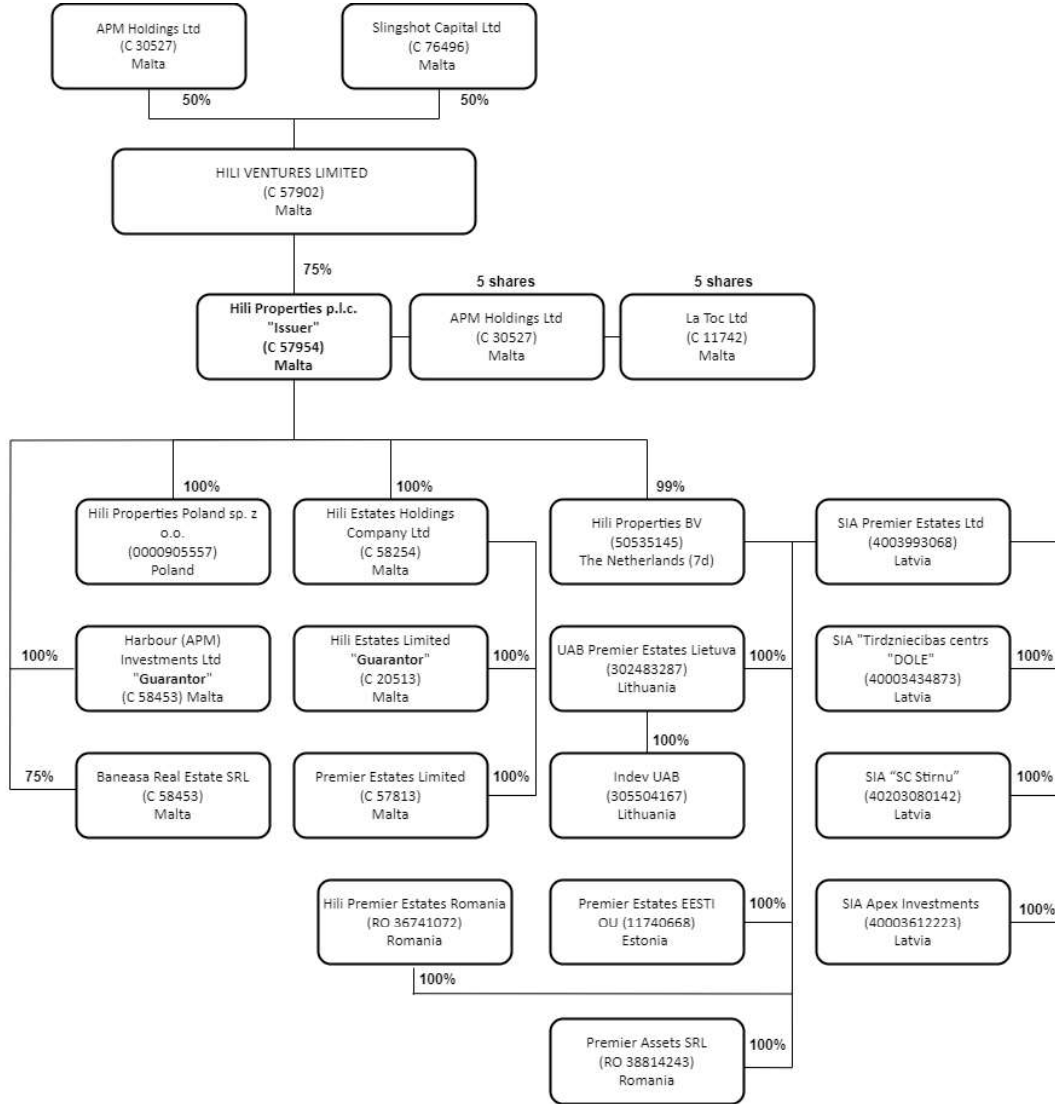 APM Holdings Ltd
(C 30527)
Malta
Slingshot Capital Ltd
(C 76496)
Malta
50%
50%
HILI VENTURES LIMITED
(C 57902)
Malta
75%
5 shares
5 shares
Hili Properties p.l.c.
"Issuer"
(C 57954)
Malta
APM Holdings Ltd
(C 30527)
Malta
La Toc Ltd
(C 11742)
Malta
100%
100%
99%
Hili Properties Poland sp. z
o.o.
(0000905557)
Poland
Hili Estates Holdings
Company Ltd
(C 58254)
Malta
Hili Properties BV
(50535145)
The Netherlands (7d)
SIA Premier Estates Ltd
(4003993068)
Latvia
100%
Harbour (APM)
Investments Ltd
"Guarantor"
(C 58453) Malta
Hili Estates Limited
"Guarantor"
(C 20513)
Malta
100%
UAB Premier Estates Lietuva
(302483287)
Lithuania
100%
SIA "Tirdzniecibas centrs
"DOLE"
(40003434873)
Latvia
100%
100%
75%
Baneasa Real Estate SRL
(C 58453)
Malta
Premier Estates Limited
(C 57813)
Malta
100%
Indev UAB
(305504167)
Lithuania
SIA “SC Stirnu”
(40203080142)
Latvia
100%
Hili Premier Estates Romania
(RO 36741072)
Romania
Premier Estates EESTI
OU (11740668)
Estonia
100%
SIA Apex Investments
(40003612223)
Latvia
100%
100%
Premier Assets SRL
(RO 38814243)
Romania
100%